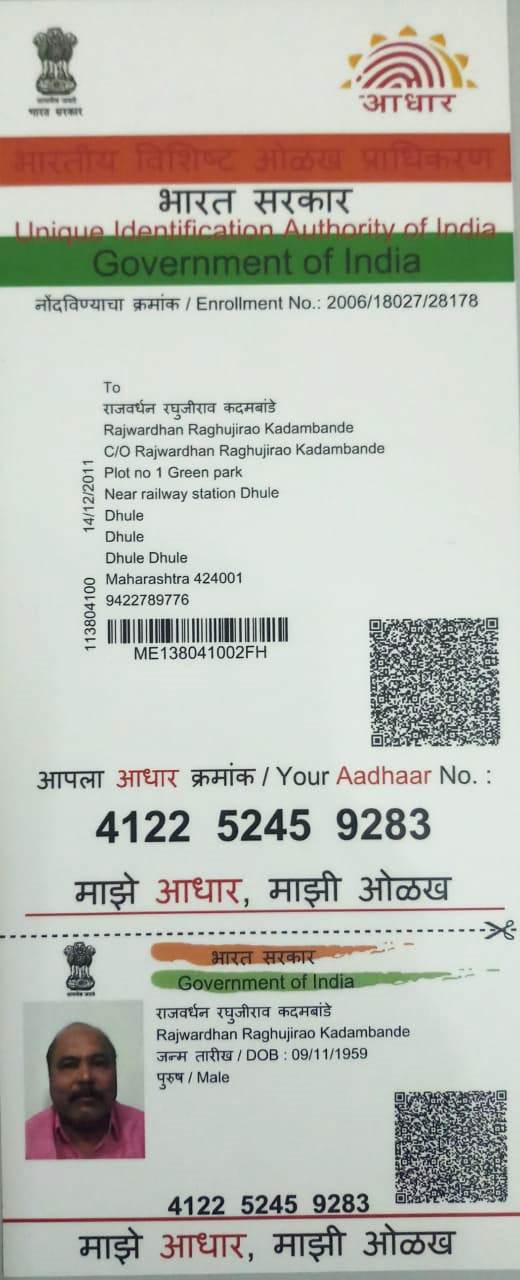 भारत सरकार
आधार
भारतीय विशिष्ट ओळख प्राधिकरण
भारत सरकार
Unique Identification Authority of India
Government of India
नोंदविण्याचा क्रमांक / Enrollment No.: 2006/18027/28178
To
राजवर्धन रघुजीराव कदमबांडे
Rajwardhan Raghujirao Kadambande
C/O Rajwardhan Raghujirao Kadambande
Plot no 1 Green park
Near railway station Dhule
Dhule
Dhule
Dhule Dhule
Maharashtra 424001
9422789776
14/12/2011
113804100
ME138041002FH
आपला आधार क्रमांक / Your Aadhaar No. :
4122 5245 9283
माझे आधार, माझी ओळख
भारत सरकार
Government of India
राजवर्धन रघुजीराव कदमबांडे
Rajwardhan Raghujirao Kadambande
जन्म तारीख / DOB : 09/11/1959
पुरुष / Male
4122 5245 9283
माझे आधार, माझी ओळख